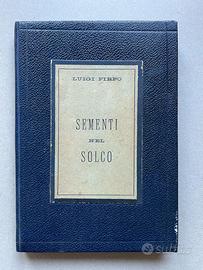 LUIGI FIRPO
SEMENTI
NEL
SOLCO
subito